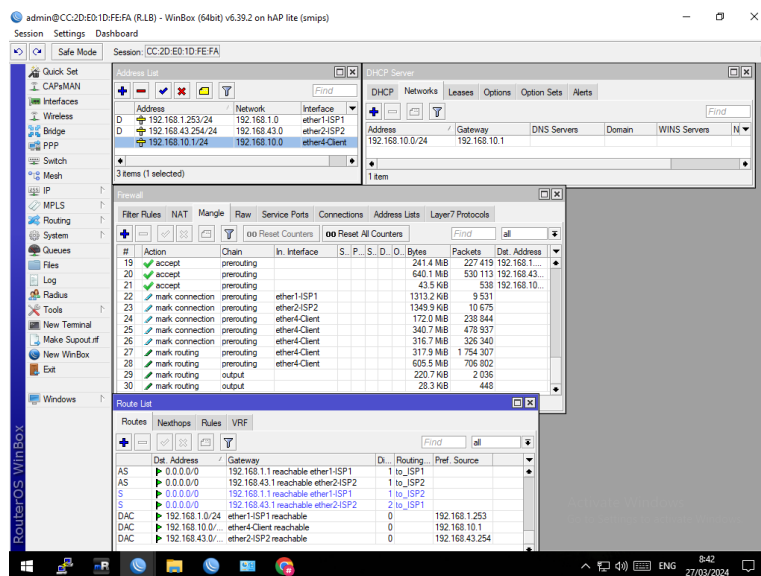 admin@CC:2D:E0:1D:FE:FA (R.LB) - WinBox (64bit) v6.39.2 on hAP lite (smips)
Session Settings Dashboard
Safe Mode Session: CC:2D:E0:1D:FE:FA
Quick Set
CAPsMAN
Interfaces
Wireless
Bridge
PPP
Switch
Mesh
IP
MPLS
Routing
System
Queues
Files
Log
Radius
Tools
New Terminal
Make Supout.rif
New WinBox
Exit
Windows
RouterOS WinBox
Address List
Find
Address Network Interface
D 192.168.1.253/24 192.168.1.0 ether1-ISP1
D 192.168.43.254/24 192.168.43.0 ether2-ISP2
192.168.10.1/24 192.168.10.0 ether4-Client
3 items (1 selected)
DHCP Server
DHCP Networks Leases Options Option Sets Alerts
Find
Address Gateway DNS Servers Domain WINS Servers N
192.168.10.0/24 192.168.10.1
1 item
Firewall
Filter Rules NAT Mangle Raw Service Ports Connections Address Lists Layer7 Protocols
00 Reset Counters 00 Reset All Counters Find all
# Action Chain In. Interface S.. P... S.. D.. O.. Bytes Packets Dst. Address
19 accept prerouting 241.4 MiB 227 419 192.168.1....
20 accept prerouting 640.1 MiB 530 113 192.168.43...
21 accept prerouting 43.5 KiB 538 192.168.10...
22 mark connection prerouting ether1-ISP1 1313.2 KiB 9 531
23 mark connection prerouting ether2-ISP2 1349.9 KiB 10 675
24 mark connection prerouting ether4-Client 172.0 MiB 238 844
25 mark connection prerouting ether4-Client 340.7 MiB 478 937
26 mark connection prerouting ether4-Client 316.7 MiB 326 340
27 mark routing prerouting ether4-Client 317.9 MiB 1 754 307
28 mark routing prerouting ether4-Client 605.5 MiB 706 802
29 mark routing output 220.7 KiB 2 036
30 mark routing output 28.3 KiB 448
Route List
Routes Nexthops Rules VRF
Find all
Dst. Address Gateway Di... Routing... Pref. Source
AS 0.0.0.0/0 192.168.1.1 reachable ether1-ISP1 1 to_ISP1
AS 0.0.0.0/0 192.168.43.1 reachable ether2-ISP2 1 to_ISP2
S 0.0.0.0/0 192.168.1.1 reachable ether1-ISP1 1 to_ISP2
S 0.0.0.0/0 192.168.43.1 reachable ether2-ISP2 2 to_ISP1
DAC 192.168.1.0/24 ether1-ISP1 reachable 0 192.168.1.253
DAC 192.168.10.0/... ether4-Client reachable 0 192.168.10.1
DAC 192.168.43.0/... ether2-ISP2 reachable 0 192.168.43.254
Activate Windows
ENG
8:42
27/03/2024